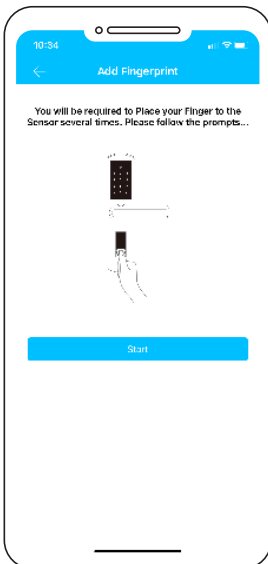 10:34
Add Fingerprint
You will be required to Place your Finger to the
Sensor several times. Please follow the prompts...
Start